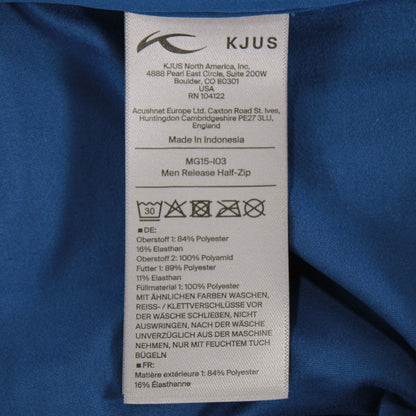 KJUS
KJUS North America, Inc.
4888 Pearl East Circle, Suite 200W
Boulder, CO 80301
USA
RN 104122
Acushnet Europe Ltd. Caxton Road St. Ives,
Huntingdon Cambridgeshire PE27 3LU,
England
Made In Indonesia
MG15-I03
Men Release Half-Zip
30
DE:
Oberstoff 1: 84% Polyester
16% Elasthan
Oberstoff 2: 100% Polyamid
Futter 1: 89% Polyester
11% Elasthan
Füllmaterial 1: 100% Polyester
MIT ÄHNLICHEN FARBEN WASCHEN,
REISS- / KLETTVERSCHLÜSSE VOR
DER WÄSCHE SCHLIEßEN, NICHT
AUSWRINGEN, NACH DER WÄSCHE
UNVERZÜGLICH AUS DER MASCHINE
NEHMEN, NUR MIT FEUCHTEM TUCH
BÜGELN
FR:
Matière extérieure 1: 84% Polyester
16% Élasthanne